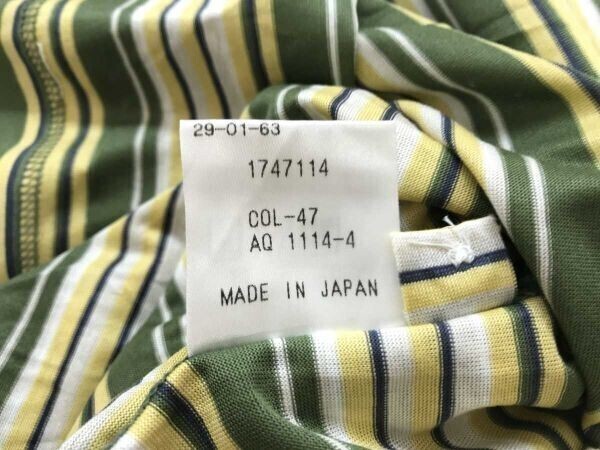 29-01-63
1747114
COL-47
AQ 1114-4
MADE IN JAPAN